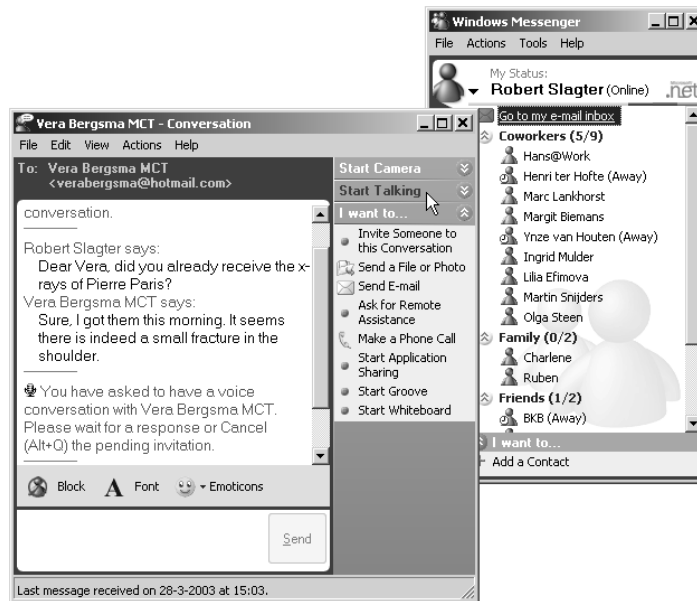 Windows Messenger
File Actions Tools Help
My Status:
Robert Slagter (Online)
Microsoft
.net
Go to my e-mail inbox
Coworkers (5/9)
Hans@Work
Henri ter Hofte (Away)
Marc Lankhorst
Margit Biemans
Ynze van Houten (Away)
Ingrid Mulder
Lilia Efimova
Martin Snijders
Olga Steen
Family (0/2)
Charlene
Ruben
Friends (1/2)
BKB (Away)
I want to...
Add a Contact
Vera Bergsma MCT - Conversation
File Edit View Actions Help
To: Vera Bergsma MCT
<verabergsma@hotmail.com>
conversation.
Robert Slagter says:
Dear Vera, did you already receive the x-
rays of Pierre Paris?
Vera Bergsma MCT says:
Sure, I got them this morning. It seems
there is indeed a small fracture in the
shoulder.
You have asked to have a voice
conversation with Vera Bergsma MCT.
Please wait for a response or Cancel
(Alt+Q) the pending invitation.
Start Camera
Start Talking
I want to...
Invite Someone to
this Conversation
Send a File or Photo
Send E-mail
Ask for Remote
Assistance
Make a Phone Call
Start Application
Sharing
Start Groove
Start Whiteboard
Block A Font Emoticons
Send
Last message received on 28-3-2003 at 15:03.